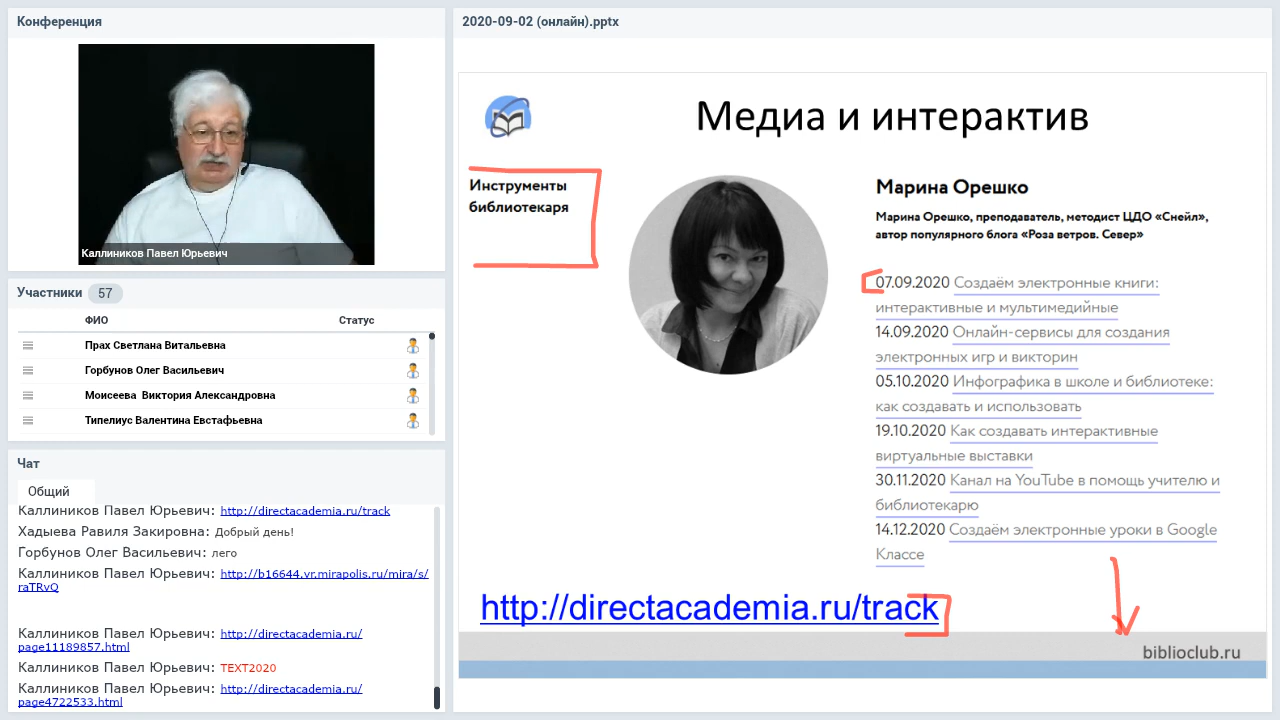 Конференция
Каллиников Павел Юрьевич
Участники 57
ФИО Статус
Прах Светлана Витальевна
Горбунов Олег Васильевич
Моисеева Виктория Александровна
Типелиус Валентина Евстафьевна
Чат
Общий
Каллиников Павел Юрьевич: http://directacademia.ru/track
Хадыева Равиля Закировна: Добрый день!
Горбунов Олег Васильевич: лего
Каллиников Павел Юрьевич: http://b16644.vr.mirapolis.ru/mira/s/
raTRvQ
Каллиников Павел Юрьевич: http://directacademia.ru/
page11189857.html
Каллиников Павел Юрьевич: TEXT2020
Каллиников Павел Юрьевич: http://directacademia.ru/
page4722533.html
2020-09-02 (онлайн).pptx
Медиа и интерактив
Инструменты
библиотекаря
Марина Орешко
Марина Орешко, преподаватель, методист ЦДО «Снейл»,
автор популярного блога «Роза ветров. Север»
07.09.2020 Создаём электронные книги:
интерактивные и мультимедийные
14.09.2020 Онлайн-сервисы для создания
электронных игр и викторин
05.10.2020 Инфографика в школе и библиотеке:
как создавать и использовать
19.10.2020 Как создавать интерактивные
виртуальные выставки
30.11.2020 Канал на YouTube в помощь учителю и
библиотекарю
14.12.2020 Создаём электронные уроки в Google
Классе
http://directacademia.ru/track
biblioclub.ru